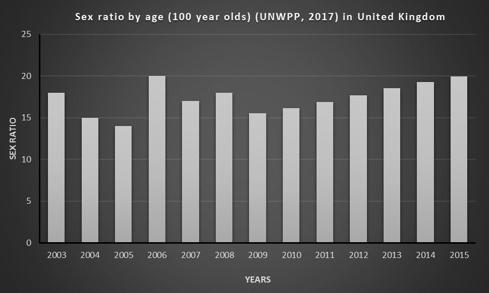 Sex ratio by age (100 year olds) (UNWPP, 2017) in United Kingdom
25
20
15
10
5
0
SEX RATIO
2003 2004 2005 2006 2007 2008 2009 2010 2011 2012 2013 2014 2015
YEARS